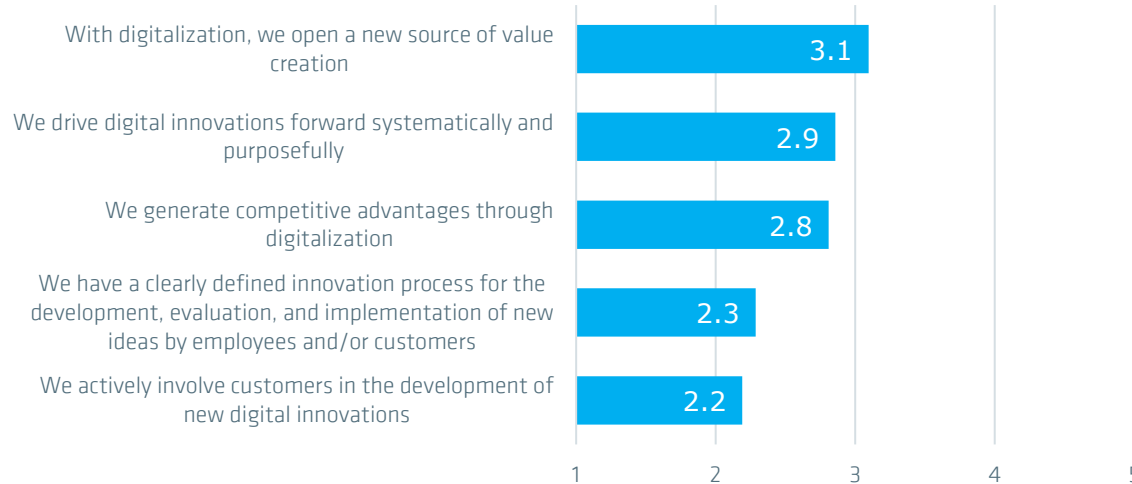 With digitalization, we open a new source of value
creation
3.1
We drive digital innovations forward systematically and
purposefully
2.9
We generate competitive advantages through
digitalization
2.8
We have a clearly defined innovation process for the
development, evaluation, and implementation of new
ideas by employees and/or customers
2.3
We actively involve customers in the development of
new digital innovations
2.2
1 2 3 4 5